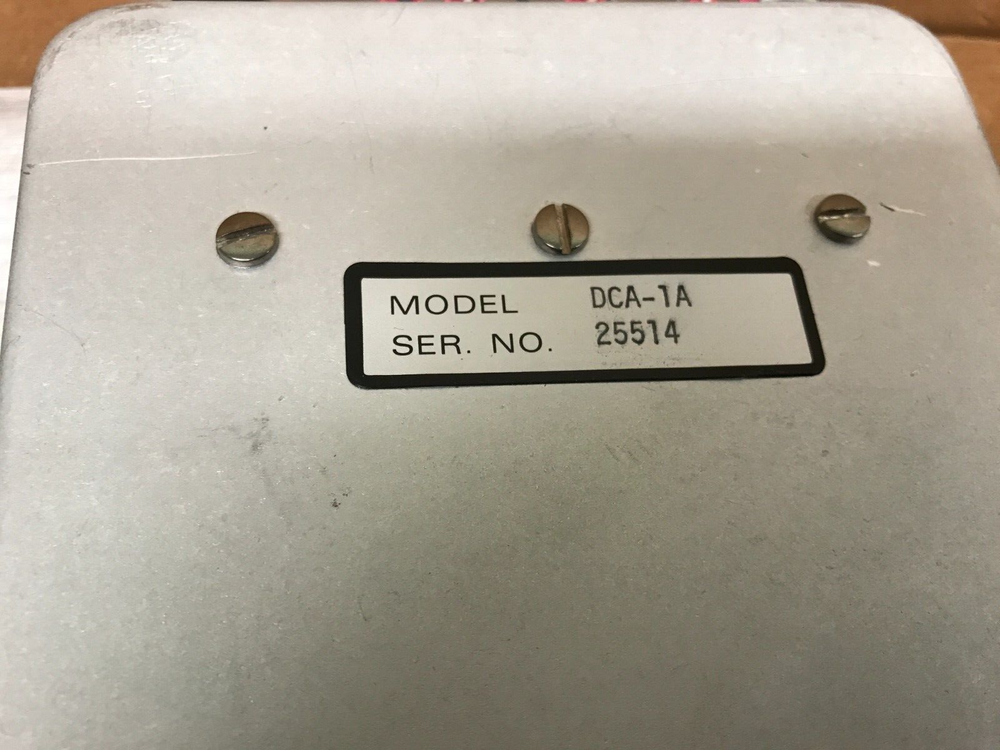 MODEL DCA-1A
SER. NO. 25514